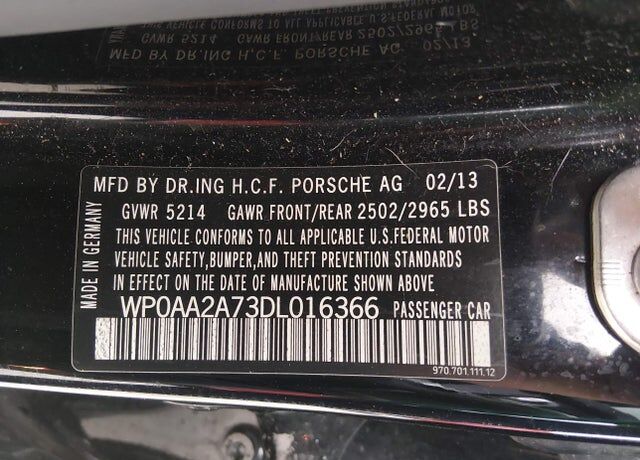 MFD BY DR.ING H.C.F. PORSCHE AG 02/13
GVWR 5214 GAWR FRONT/REAR 2502/2965 LBS
THIS VEHICLE CONFORMS TO ALL APPLICABLE U.S.FEDERAL MOTOR
VEHICLE SAFETY,BUMPER,AND THEFT PREVENTION STANDARDS
IN EFFECT ON THE DATE OF MANUFACTURE SHOWN ABOVE
WP0AA2A73DL016366 PASSENGER CAR
970.701.111.12
MADE IN GERMANY